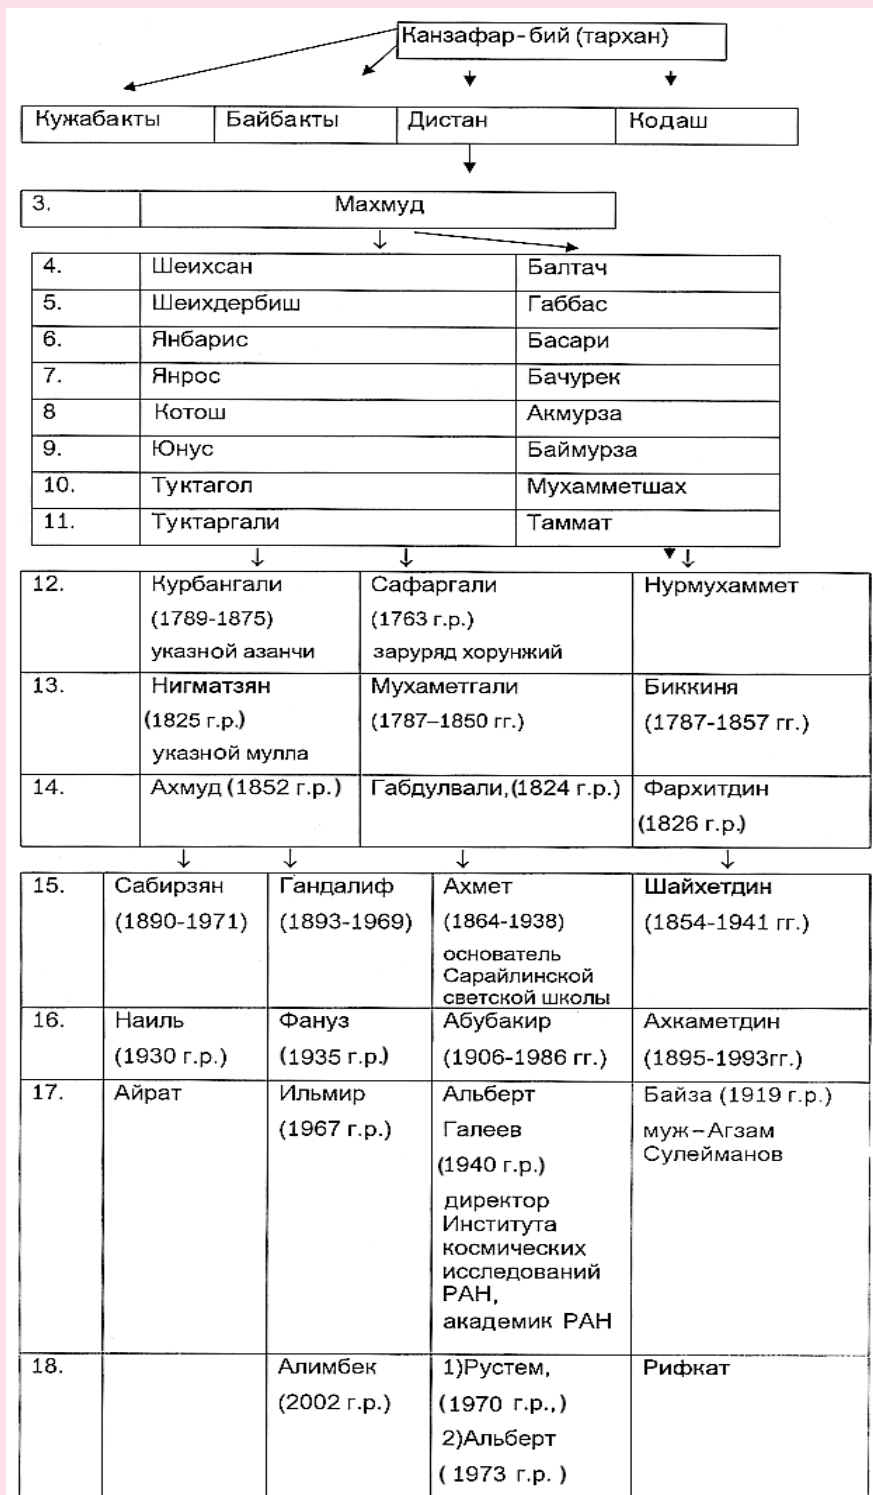 Канзафар-бий (тархан)
Кужабакты Байбакты Дистан Кодаш
3. Махмуд
4. Шеихсан Балтач
5. Шеихдербиш Габбас
6. Янбарис Басари
7. Янрос Бачурек
8 Котош Акмурза
9. Юнус Баймурза
10. Туктагол Мухамметшах
11. Туктаргали Таммат
12. Курбангали
(1789-1875)
указной азанчи
Сафаргали
(1763 г.р.)
заруряд хорунжий
Нурмухаммет
13. Нигматзян
(1825 г.р.)
указной мулла
Мухаметгали
(1787–1850 гг.)
Биккиня
(1787-1857 гг.)
14. Ахмуд (1852 г.р.)
Габдулвали, (1824 г.р.)
Фархитдин
(1826 г.р.)
15. Сабирзян
(1890-1971)
Гандалиф
(1893-1969)
Ахмет
(1864-1938)
основатель
Сарайлинской
светской школы
Шайхетдин
(1854-1941 гг.)
16. Наиль
(1930 г.р.)
Фануз
(1935 г.р.)
Абубакир
(1906-1986 гг.)
Ахкаметдин
(1895-1993гг.)
17. Айрат
Ильмир
(1967 г.р.)
Альберт
Галеев
(1940 г.р.)
директор
Института
космических
исследований
РАН,
академик РАН
Байза (1919 г.р.)
муж–Агзам
Сулейманов
18. Алимбек
(2002 г.р.)
1)Рустем,
(1970 г.р.,)
2)Альберт
( 1973 г.р. )
Рифкат